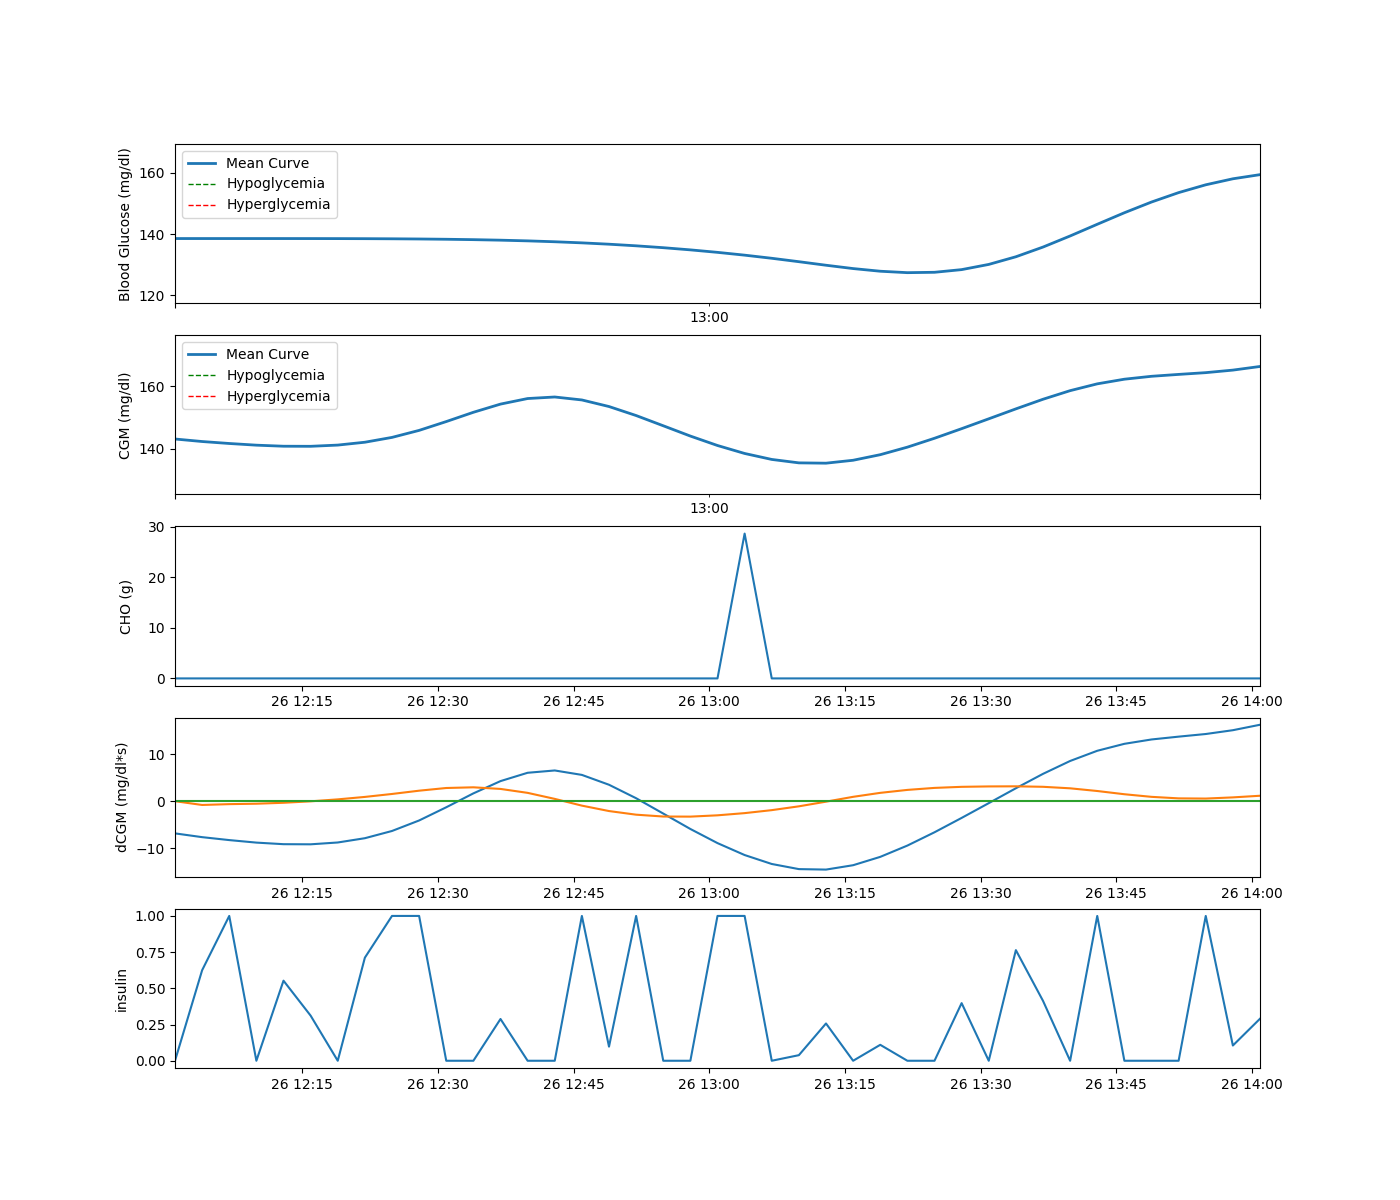 Blood Glucose (mg/dl)
160
140
120
Mean Curve
Hypoglycemia
Hyperglycemia
13:00
CGM (mg/dl)
160
140
Mean Curve
Hypoglycemia
Hyperglycemia
13:00
CHO (g)
30
20
10
0
26 12:15 26 12:30 26 12:45 26 13:00 26 13:15 26 13:30 26 13:45 26 14:00
dCGM (mg/dl*s)
10
0
−10
26 12:15 26 12:30 26 12:45 26 13:00 26 13:15 26 13:30 26 13:45 26 14:00
insulin
1.00
0.75
0.50
0.25
0.00
26 12:15 26 12:30 26 12:45 26 13:00 26 13:15 26 13:30 26 13:45 26 14:00